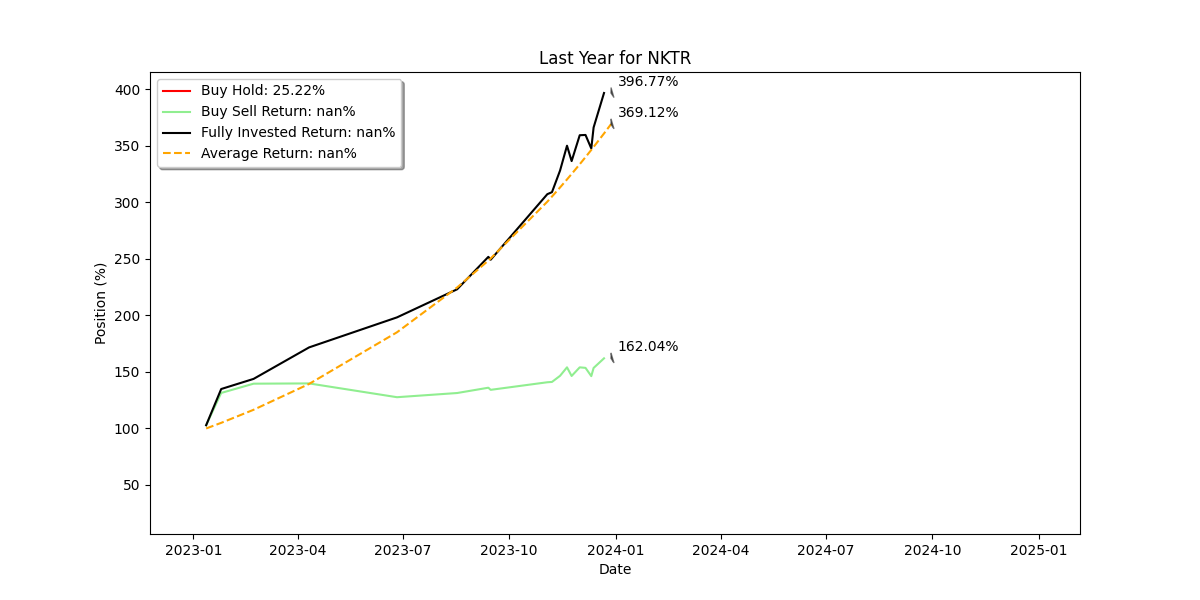 Last Year for NKTR
Buy Hold: 25.22%
Buy Sell Return: nan%
Fully Invested Return: nan%
Average Return: nan%
396.77%
369.12%
162.04%
400
350
300
250
200
150
100
50
Position (%)
2023-01 2023-04 2023-07 2023-10 2024-01 2024-04 2024-07 2024-10 2025-01
Date